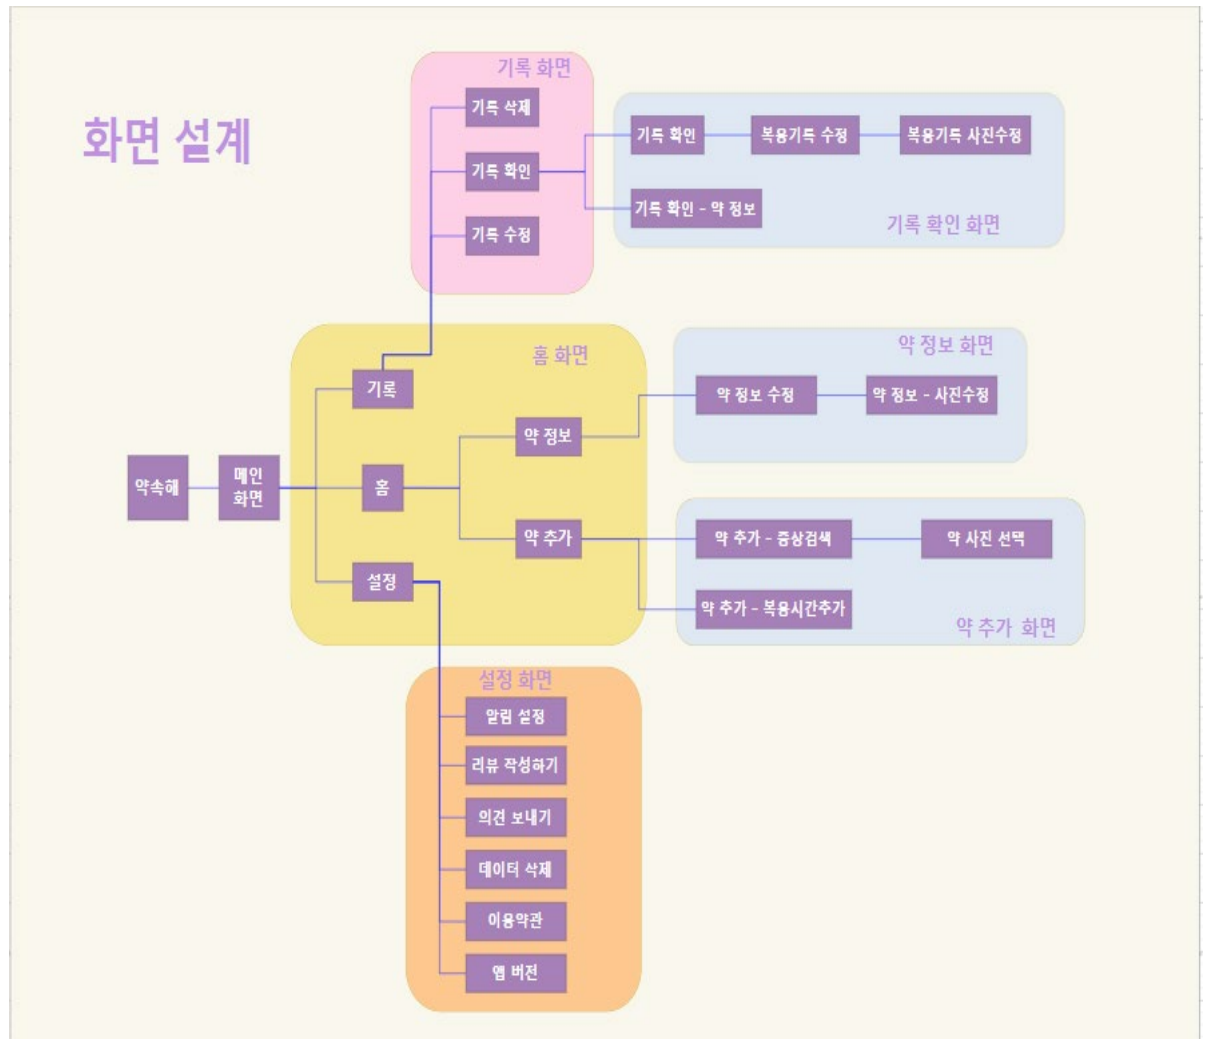 화면 설계
기록 화면
기록 삭제
기록 확인
기록 수정
기록 확인
복용기록 수정
복용기록 사진수정
기록 확인 - 약 정보
기록 확인 화면
홈 화면
기록
약 정보
홈
약 추가
설정
약속해
메인
화면
약 정보 화면
약 정보 수정
약 정보 - 사진수정
약 추가 - 증상검색
약 사진 선택
약 추가 - 복용시간추가
약 추가 화면
설정 화면
알림 설정
리뷰 작성하기
의견 보내기
데이터 삭제
이용약관
앱 버전